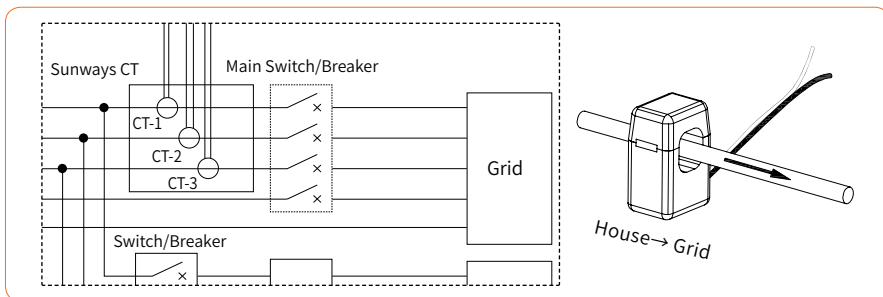 Sunways CT
Main Switch/Breaker
CT-1
CT-2
CT-3
Grid
Switch/Breaker
House→ Grid